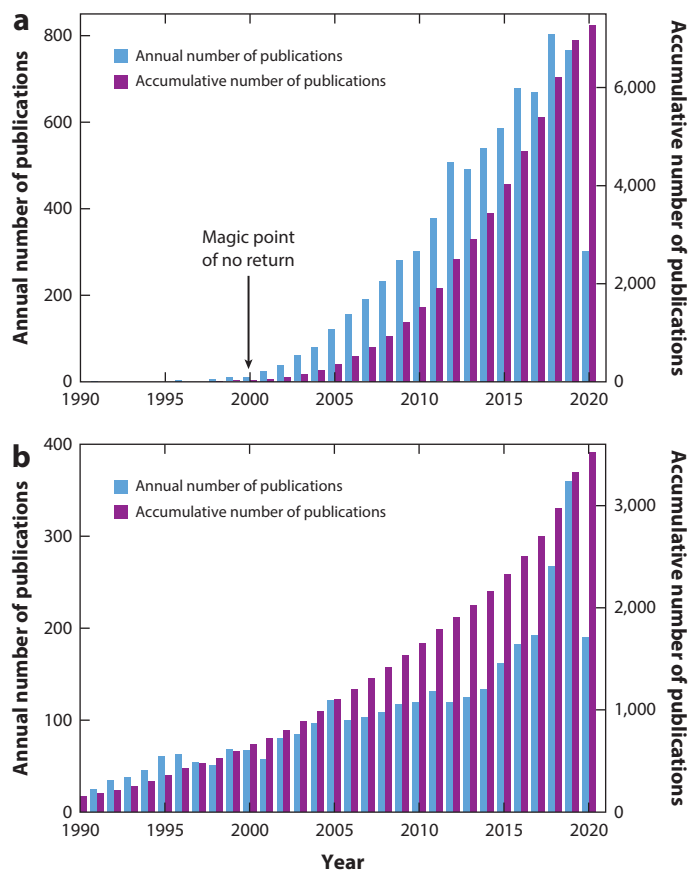 a
Annual number of publications
Accumulative number of publications
Magic point
of no return
Annual number of publications
0
200
400
600
800
Accumulative number of publications
0
2,000
4,000
6,000
1990
1995
2000
2005
2010
2015
2020
b
Annual number of publications
Accumulative number of publications
Annual number of publications
0
100
200
300
400
Accumulative number of publications
0
1,000
2,000
3,000
1990
1995
2000
2005
2010
2015
2020
Year